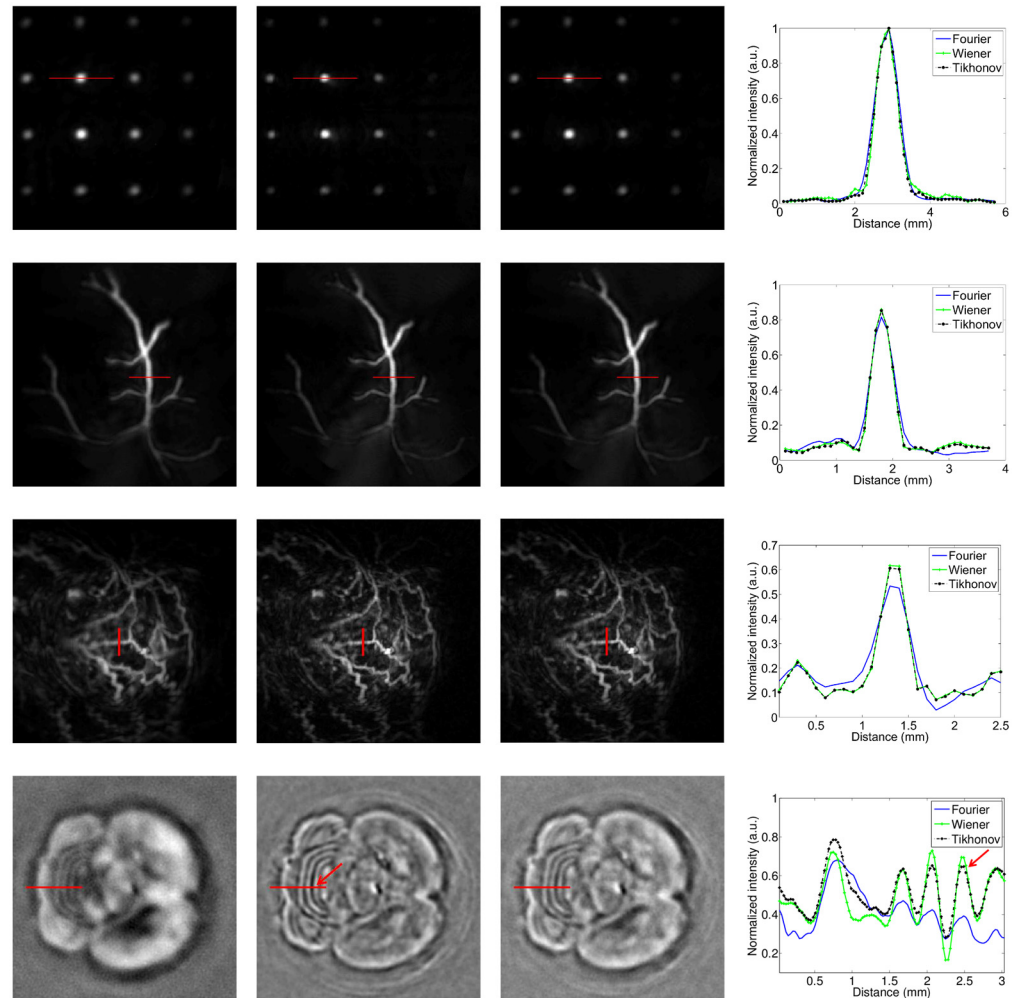 Normalized intensity (a.u.)
1
0.8
0.6
0.4
0.2
0
0
2
4
6
Distance (mm)
Fourier
Wiener
Tikhonov
Normalized intensity (a.u.)
1
0.8
0.6
0.4
0.2
0
0
1
2
3
4
Distance (mm)
Fourier
Wiener
Tikhonov
Normalized intensity (a.u.)
0.7
0.6
0.5
0.4
0.3
0.2
0.1
0
0.5
1
1.5
2
2.5
Distance (mm)
Fourier
Wiener
Tikhonov
Normalized intensity (a.u.)
1
0.8
0.6
0.4
0.2
0.5
1
1.5
2
2.5
3
Distance (mm)
Fourier
Wiener
Tikhonov